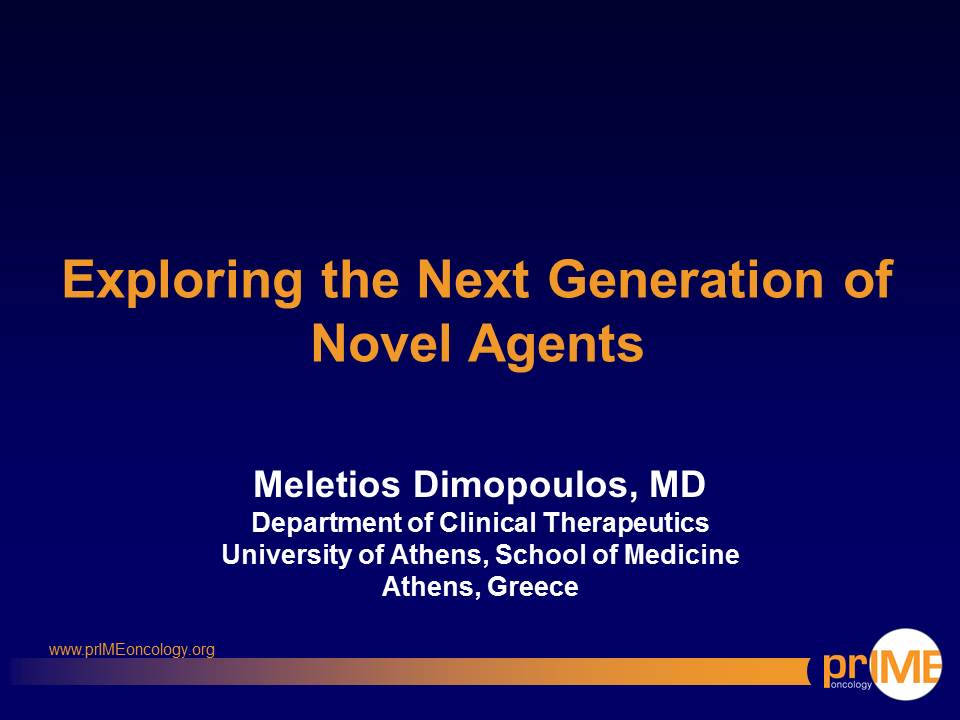 Exploring the Next Generation of
Novel Agents
Meletios Dimopoulos, MD
Department of Clinical Therapeutics
University of Athens, School of Medicine
Athens, Greece
www.prIMEoncology.org
prIME
oncology